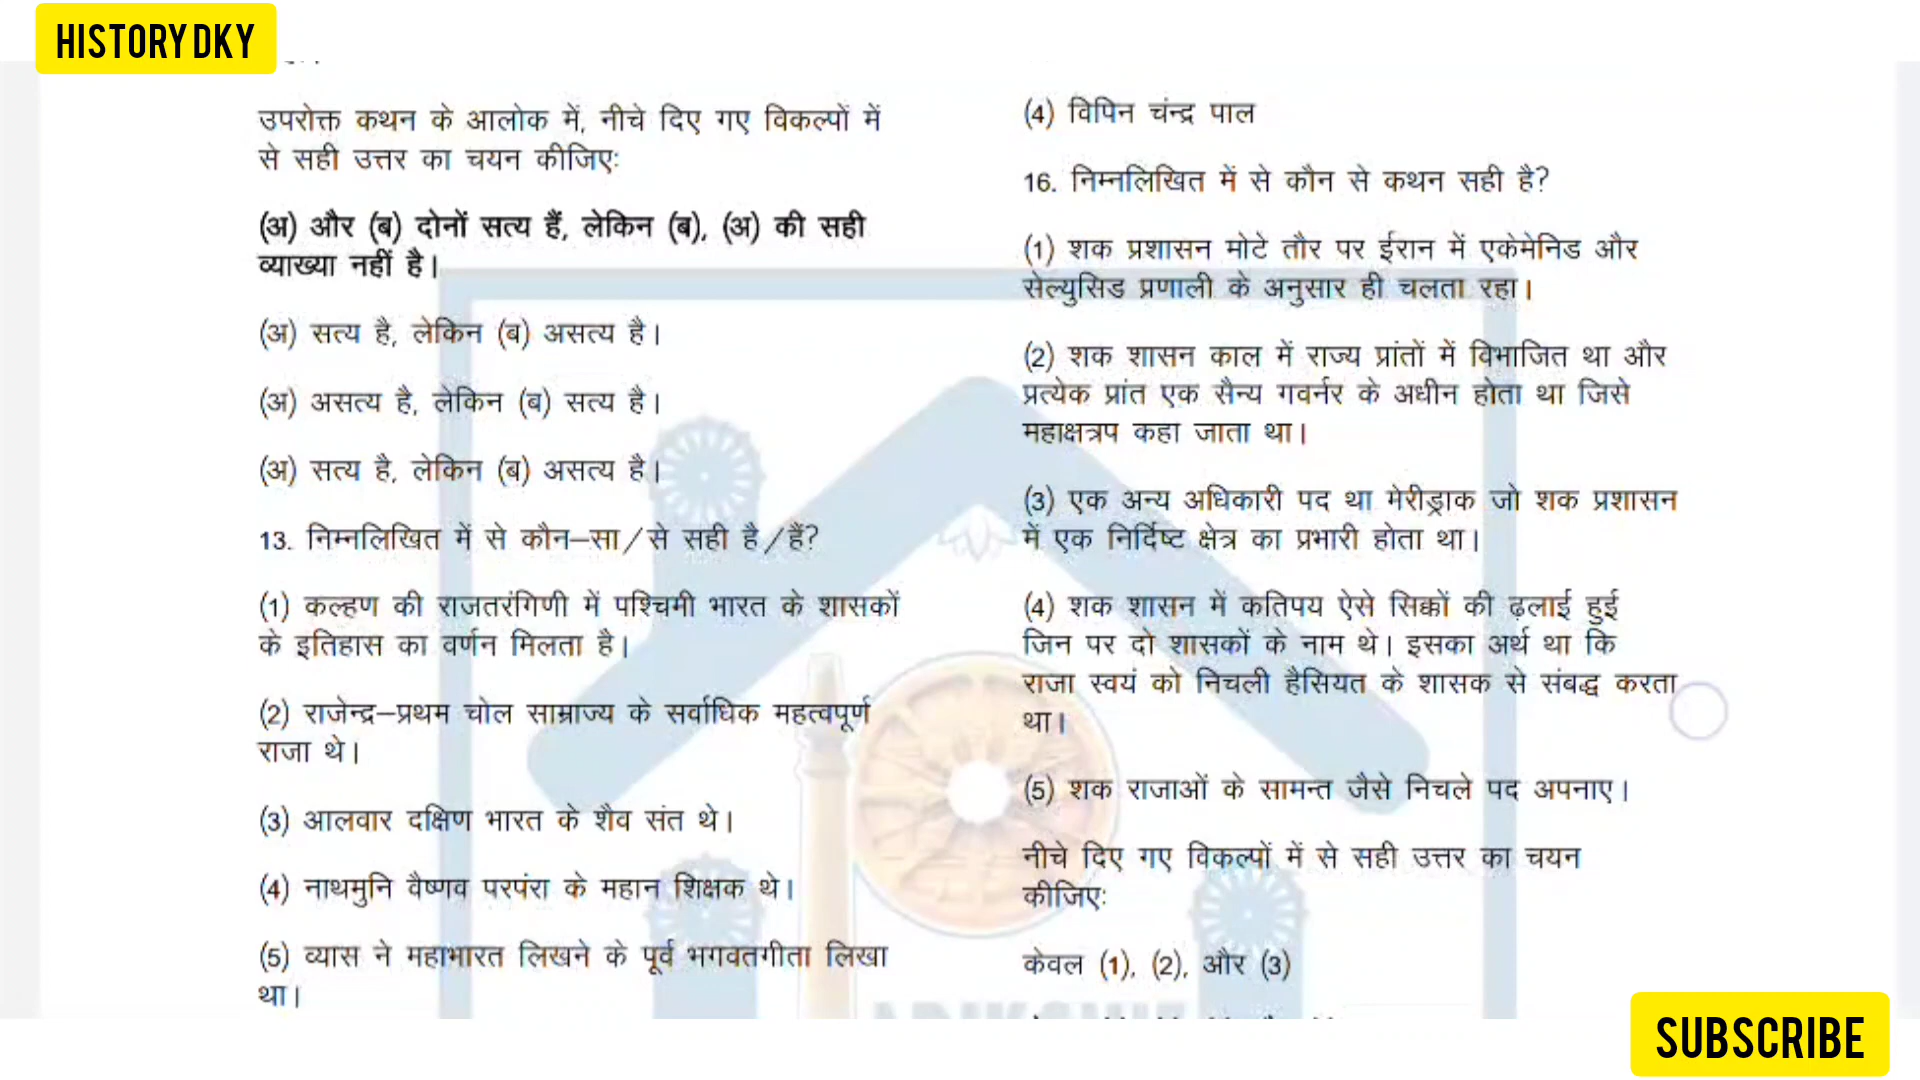 HISTORY DKY
उपरोक्त कथन के आलोक में, नीचे दिए गए विकल्पों में
से सही उत्तर का चयन कीजिएः
(अ) और (ब) दोनों सत्य हैं, लेकिन (ब), (अ) की सही
व्याख्या नहीं है।
(अ) सत्य है, लेकिन (ब) असत्य है।
(अ) असत्य है, लेकिन (ब) सत्य है।
(अ) सत्य है, लेकिन (ब) असत्य है।
13. निम्नलिखित में से कौन–सा/से सही है/हैं?
(1) कल्हण की राजतरंगिणी में पश्चिमी भारत के शासकों
के इतिहास का वर्णन मिलता है।
(2) राजेन्द्र–प्रथम चोल साम्राज्य के सर्वाधिक महत्वपूर्ण
राजा थे।
(3) आलवार दक्षिण भारत के शैव संत थे।
(4) नाथमुनि वैष्णव परपंरा के महान शिक्षक थे।
(5) व्यास ने महाभारत लिखने के पूर्व भगवतगीता लिखा
था।
(4) विपिन चंन्द्र पाल
16. निम्नलिखित में से कौन से कथन सही है?
(1) शक प्रशासन मोटे तौर पर ईरान में एकेमेनिड और
सेल्युसिड प्रणाली के अनुसार ही चलता रहा।
(2) शक शासन काल में राज्य प्रांतों में विभाजित था और
प्रत्येक प्रांत एक सैन्य गवर्नर के अधीन होता था जिसे
महाक्षत्रप कहा जाता था।
(3) एक अन्य अधिकारी पद था मेरीड्राक जो शक प्रशासन
में एक निर्दिष्ट क्षेत्र का प्रभारी होता था।
(4) शक शासन में कतिपय ऐसे सिक्कों की ढ़लाई हुई
जिन पर दो शासकों के नाम थे। इसका अर्थ था कि
राजा स्वयं को निचली हैसियत के शासक से संबद्ध करता
था।
(5) शक राजाओं के सामन्त जैसे निचले पद अपनाए।
नीचे दिए गए विकल्पों में से सही उत्तर का चयन
कीजिएः
केवल (1), (2), और (3)
SUBSCRIBE